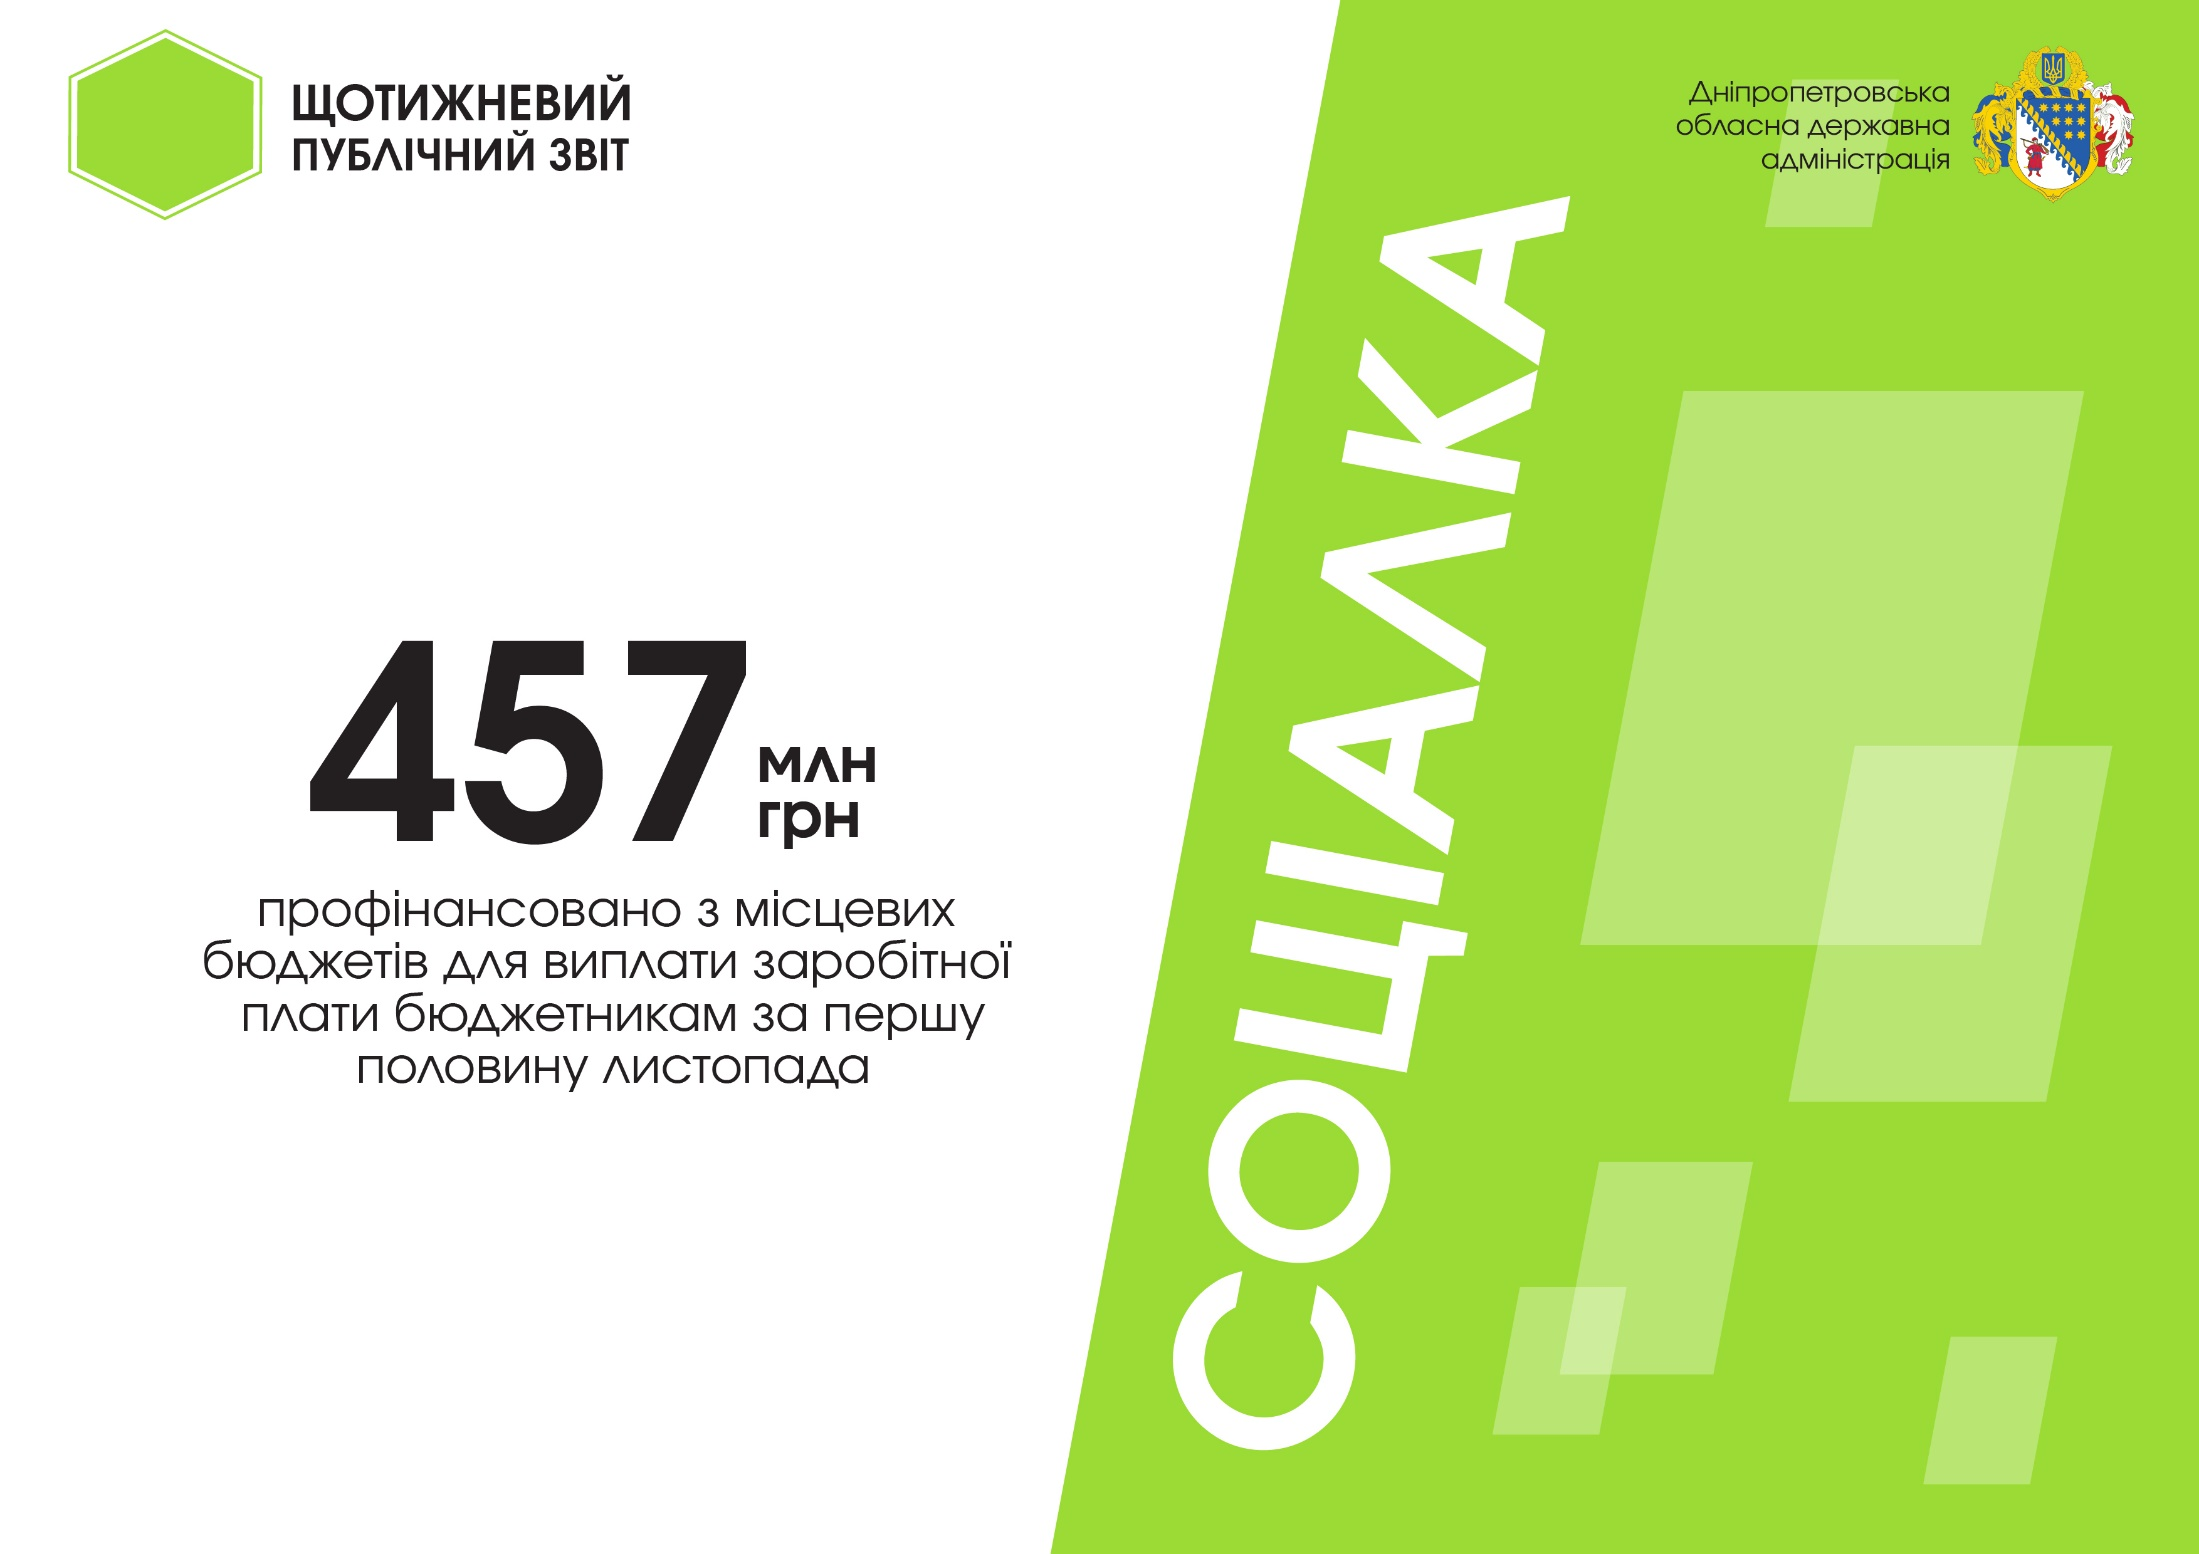 ЩОТИЖНЕВИЙ
ПУБЛІЧНИЙ ЗВІТ
Дніпропетровська
обласна державна
адміністрація
457 млн
грн
профінансовано з місцевих
бюджетів для виплати заробітної
плати бюджетникам за першу
половину листопада
СОЦІАЛКА